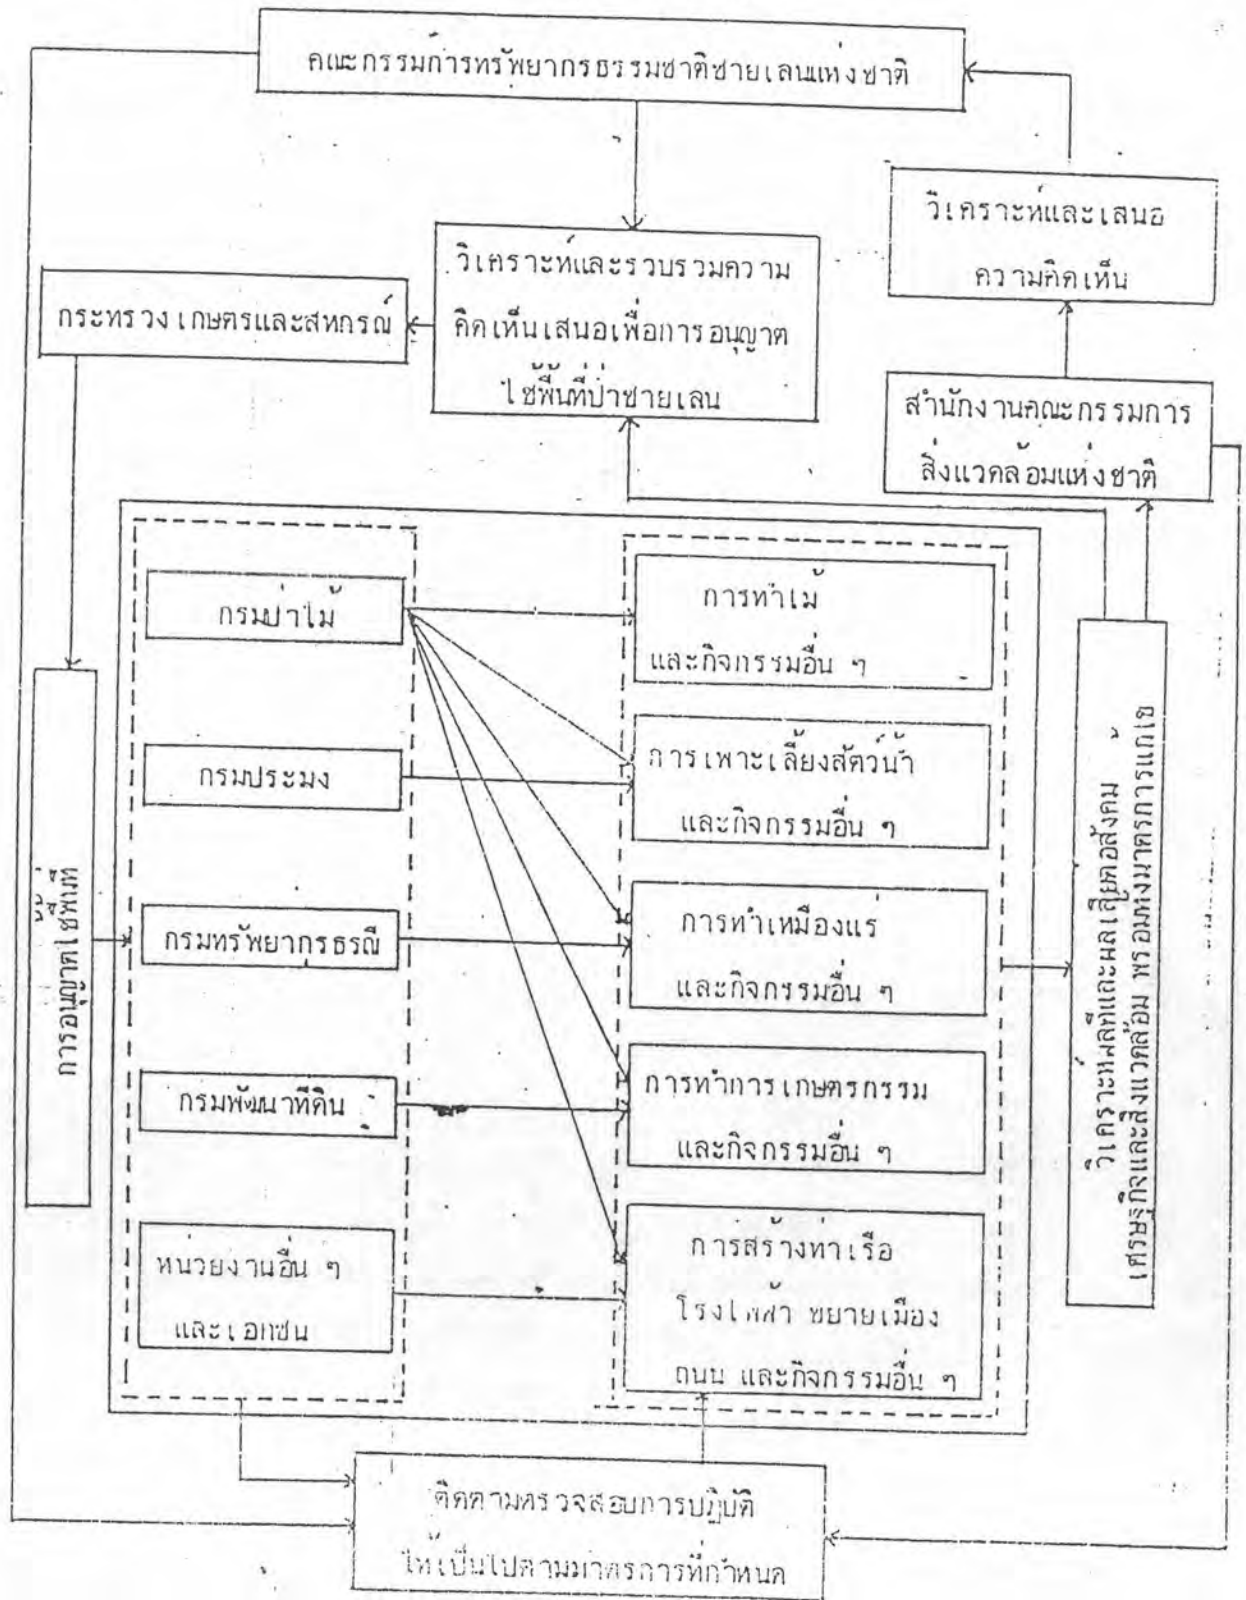 คณะกรรมการทรัพยากรธรรมชาติชายเลนแห่งชาติ
วิเคราะห์และเสนอ
ความคิดเห็น
วิเคราะห์และรวบรวมความ
คิดเห็นเสนอเพื่อการอนุญาต
ใช้พื้นที่ป่าชายเลน
กระทรวงเกษตรและสหกรณ์
สำนักงานคณะกรรมการ
สิ่งแวดล้อมแห่งชาติ
การอนุญาตใช้พื้นที่
กรมป่าไม้
กรมประมง
กรมทรัพยากรธรณี
กรมพัฒนาที่ดิน
หน่วยงานอื่น ๆ
และเอกชน
การทำไม้
และกิจกรรมอื่น ๆ
การเพาะเลี้ยงสัตว์น้ำ
และกิจกรรมอื่น ๆ
การทำเหมืองแร่
และกิจกรรมอื่น ๆ
การทำการเกษตรกรรม
และกิจกรรมอื่น ๆ
การสร้างท่าเรือ
โรงไฟฟ้า ขยายเมือง
ถนน และกิจกรรมอื่น ๆ
วิเคราะห์ผลดีและผลเสียต่อสังคม
เศรษฐกิจและสิ่งแวดล้อม พร้อมทั้งมาตรการแก้ไข
ติดตามตรวจสอบการปฏิบัติ
ให้เป็นไปตามมาตรการที่กำหนด